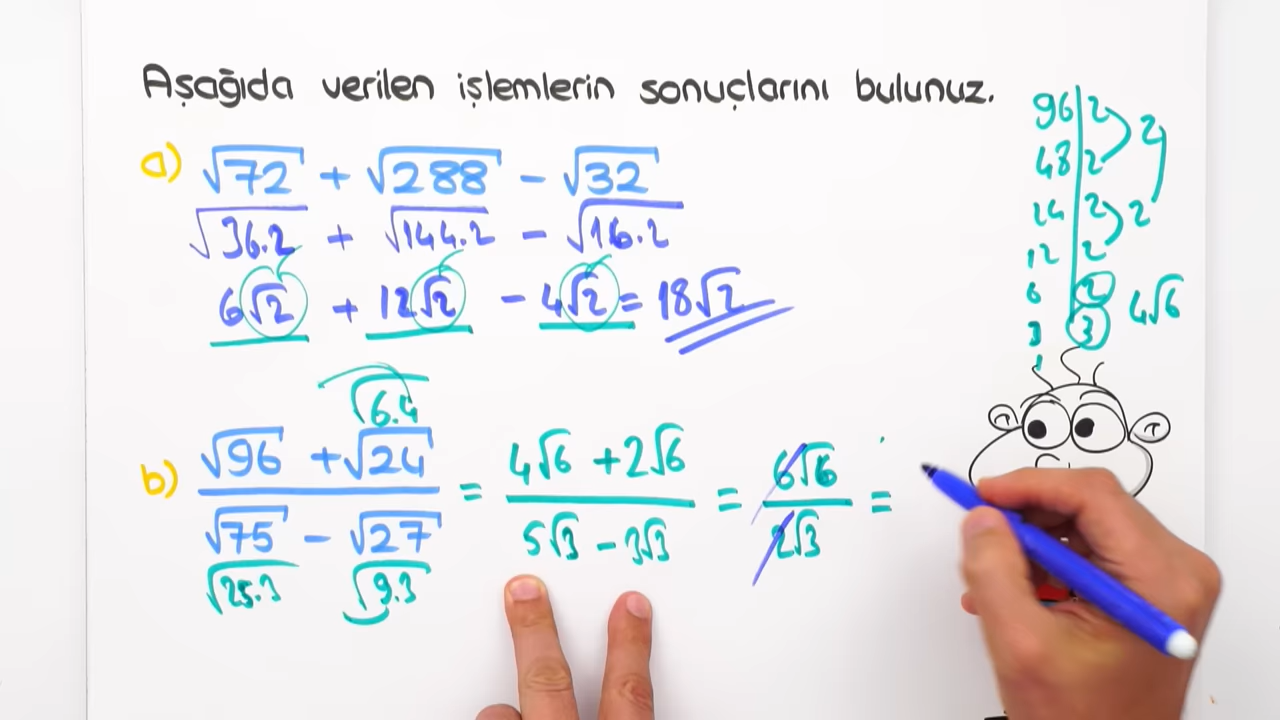 Aşağıda verilen işlemlerin sonuçlarını bulunuz.
a) √72 + √288 - √32
√36.2 + √144.2 - √16.2
6√2 + 12√2 - 4√2 = 18√2
√6.4
b) (√96 + √24) / (√75 - √27) = (4√6 + 2√6) / (5√3 - 3√3) = 6√6 / 2√3 =
√25.3 √9.3
96 | 2 2
48 | 2
24 | 2 2
12 | 2
6 | 2 4√6
3 | 3
1